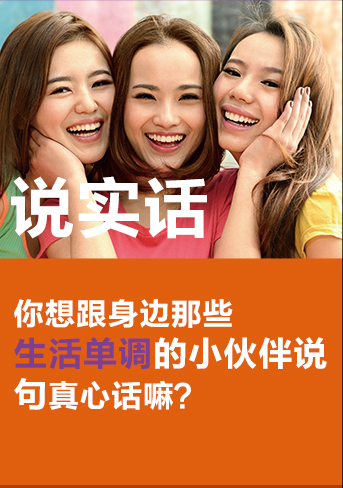 说实话
你想跟身边那些
生活单调的小伙伴说
句真心话嘛?